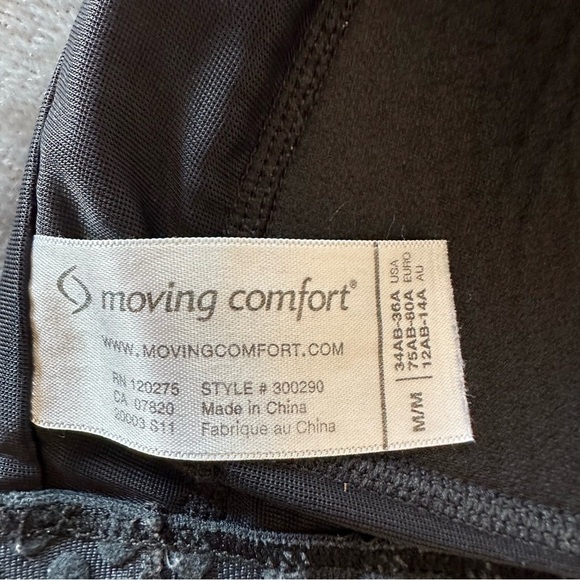 moving comfort®
WWW.MOVINGCOMFORT.COM
RN 120275 STYLE # 300290
CA 07820 Made in China
20003 S11 Fabrique au China
M/M
34AB-36A USA
75AB-80A EURO
12AB-14A AU